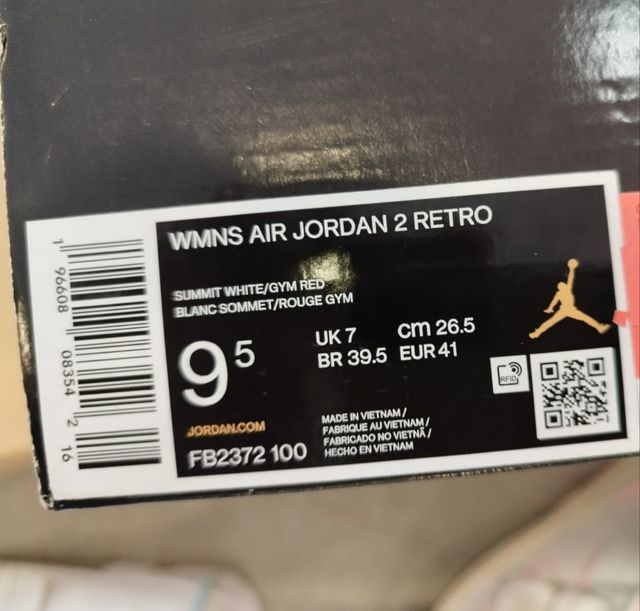 WMNS AIR JORDAN 2 RETRO
SUMMIT WHITE/GYM RED
BLANC SOMMET/ROUGE GYM
9 5
UK 7 cm 26.5
BR 39.5 EUR 41
RFID
JORDAN.COM
FB2372 100
MADE IN VIETNAM /
FABRIQUE AU VIETNAM /
FABRICADO NO VIETNÃ /
HECHO EN VIETNAM
1 96608 08354 2 16